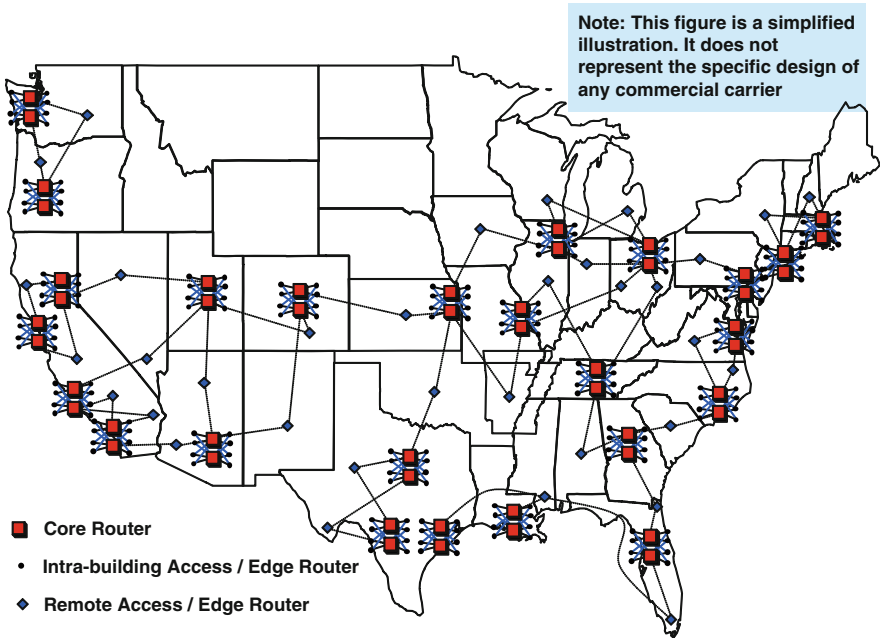 Note: This figure is a simplified
illustration. It does not
represent the specific design of
any commercial carrier
Core Router
Intra-building Access / Edge Router
Remote Access / Edge Router